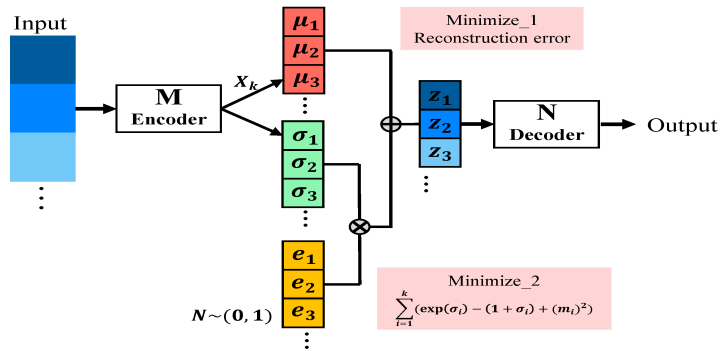 Input
M
Encoder
X_k
μ₁
μ₂
μ₃
⋮
σ₁
σ₂
σ₃
⋮
e₁
e₂
e₃
⋮
N~(0, 1)
Minimize_1
Reconstruction error
z₁
z₂
z₃
⋮
N
Decoder
Output
Minimize_2
∑_{i=1}^{k}(exp(σᵢ) − (1 + σᵢ) + (mᵢ)²)